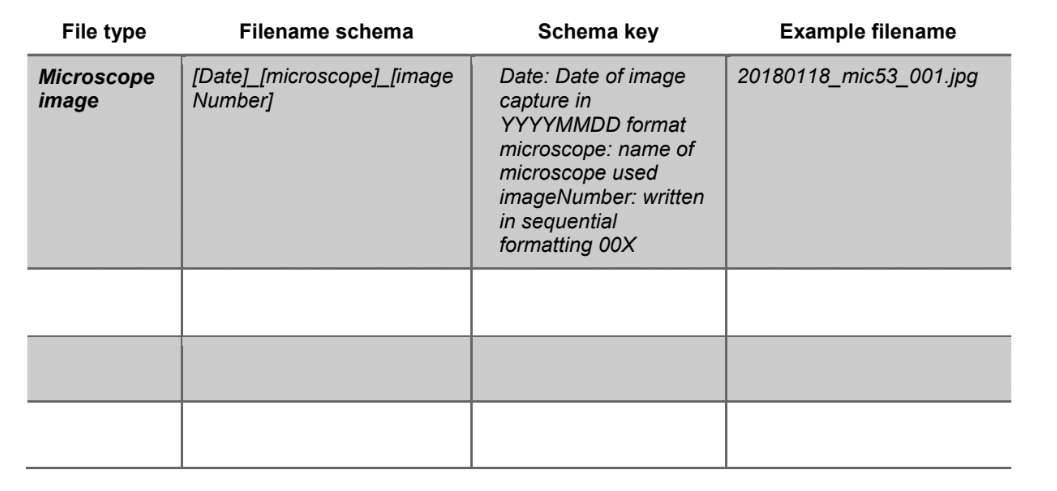 File type Filename schema Schema key Example filename
Microscope image
[Date]_[microscope]_[image
Number]
Date: Date of image
capture in
YYYYMMDD format
microscope: name of
microscope used
imageNumber: written
in sequential
formatting 00X
20180118_mic53_001.jpg